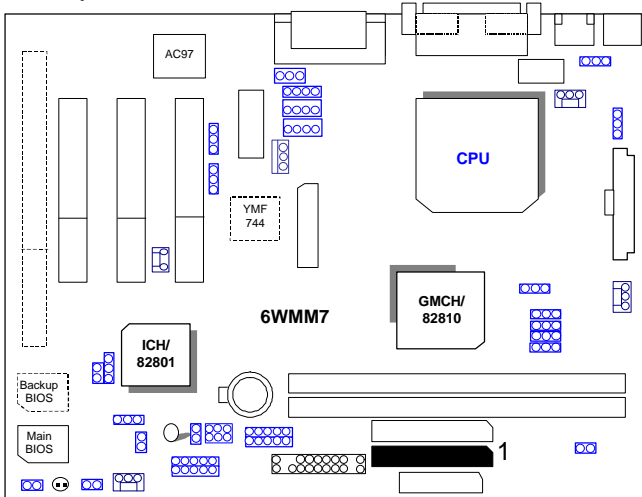 AC97
CPU
YMF
744
GMCH/
82810
6WMM7
ICH/
82801
Backup
BIOS
Main
BIOS
1